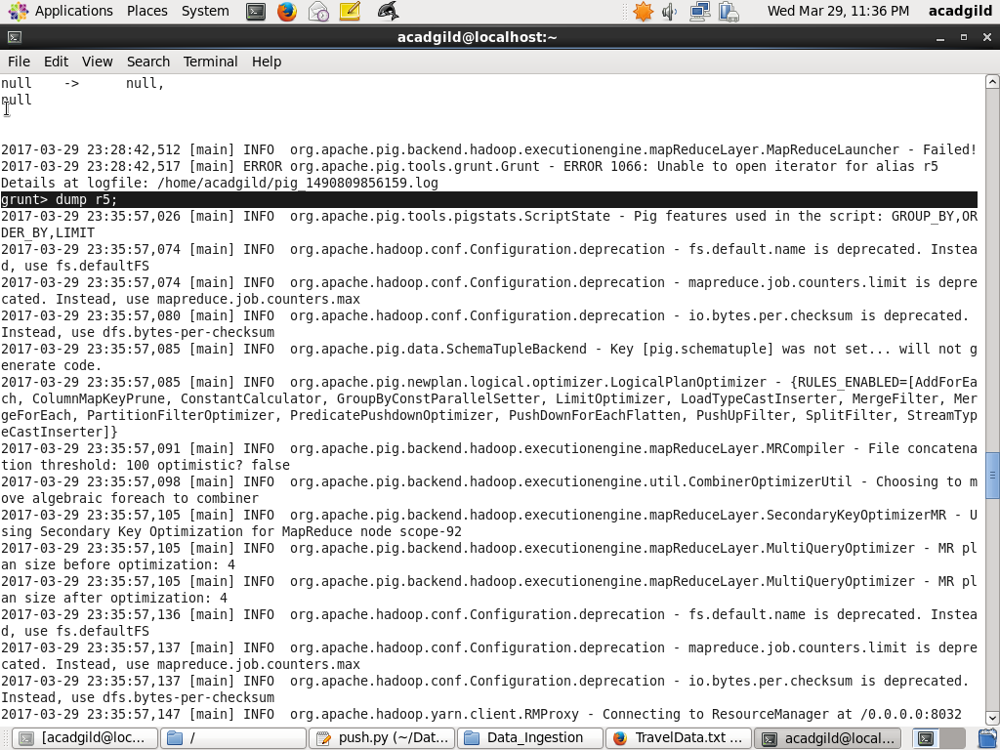 Applications Places System
Wed Mar 29, 11:36 PM acadgild
acadgild@localhost:~
File Edit View Search Terminal Help
null    ->      null,
null
2017-03-29 23:28:42,512 [main] INFO  org.apache.pig.backend.hadoop.executionengine.mapReduceLayer.MapReduceLauncher - Failed!
2017-03-29 23:28:42,517 [main] ERROR org.apache.pig.tools.grunt.Grunt - ERROR 1066: Unable to open iterator for alias r5
Details at logfile: /home/acadgild/pig_1490809856159.log
grunt> dump r5;
2017-03-29 23:35:57,026 [main] INFO  org.apache.pig.tools.pigstats.ScriptState - Pig features used in the script: GROUP_BY,OR
DER_BY,LIMIT
2017-03-29 23:35:57,074 [main] INFO  org.apache.hadoop.conf.Configuration.deprecation - fs.default.name is deprecated. Instea
d, use fs.defaultFS
2017-03-29 23:35:57,074 [main] INFO  org.apache.hadoop.conf.Configuration.deprecation - mapreduce.job.counters.limit is depre
cated. Instead, use mapreduce.job.counters.max
2017-03-29 23:35:57,080 [main] INFO  org.apache.hadoop.conf.Configuration.deprecation - io.bytes.per.checksum is deprecated.
Instead, use dfs.bytes-per-checksum
2017-03-29 23:35:57,085 [main] INFO  org.apache.pig.data.SchemaTupleBackend - Key [pig.schematuple] was not set... will not g
enerate code.
2017-03-29 23:35:57,085 [main] INFO  org.apache.pig.newplan.logical.optimizer.LogicalPlanOptimizer - {RULES_ENABLED=[AddForEa
ch, ColumnMapKeyPrune, ConstantCalculator, GroupByConstParallelSetter, LimitOptimizer, LoadTypeCastInserter, MergeFilter, Mer
geForEach, PartitionFilterOptimizer, PredicatePushdownOptimizer, PushDownForEachFlatten, PushUpFilter, SplitFilter, StreamTyp
eCastInserter]}
2017-03-29 23:35:57,091 [main] INFO  org.apache.pig.backend.hadoop.executionengine.mapReduceLayer.MRCompiler - File concatena
tion threshold: 100 optimistic? false
2017-03-29 23:35:57,098 [main] INFO  org.apache.pig.backend.hadoop.executionengine.util.CombinerOptimizerUtil - Choosing to m
ove algebraic foreach to combiner
2017-03-29 23:35:57,105 [main] INFO  org.apache.pig.backend.hadoop.executionengine.mapReduceLayer.SecondaryKeyOptimizerMR - U
sing Secondary Key Optimization for MapReduce node scope-92
2017-03-29 23:35:57,105 [main] INFO  org.apache.pig.backend.hadoop.executionengine.mapReduceLayer.MultiQueryOptimizer - MR pl
an size before optimization: 4
2017-03-29 23:35:57,105 [main] INFO  org.apache.pig.backend.hadoop.executionengine.mapReduceLayer.MultiQueryOptimizer - MR pl
an size after optimization: 4
2017-03-29 23:35:57,136 [main] INFO  org.apache.hadoop.conf.Configuration.deprecation - fs.default.name is deprecated. Instea
d, use fs.defaultFS
2017-03-29 23:35:57,137 [main] INFO  org.apache.hadoop.conf.Configuration.deprecation - mapreduce.job.counters.limit is depre
cated. Instead, use mapreduce.job.counters.max
2017-03-29 23:35:57,137 [main] INFO  org.apache.hadoop.conf.Configuration.deprecation - io.bytes.per.checksum is deprecated.
Instead, use dfs.bytes-per-checksum
2017-03-29 23:35:57,147 [main] INFO  org.apache.hadoop.yarn.client.RMProxy - Connecting to ResourceManager at /0.0.0.0:8032
[acadgild@loc... / push.py (~/Dat... Data_Ingestion TravelData.txt ... acadgild@local...